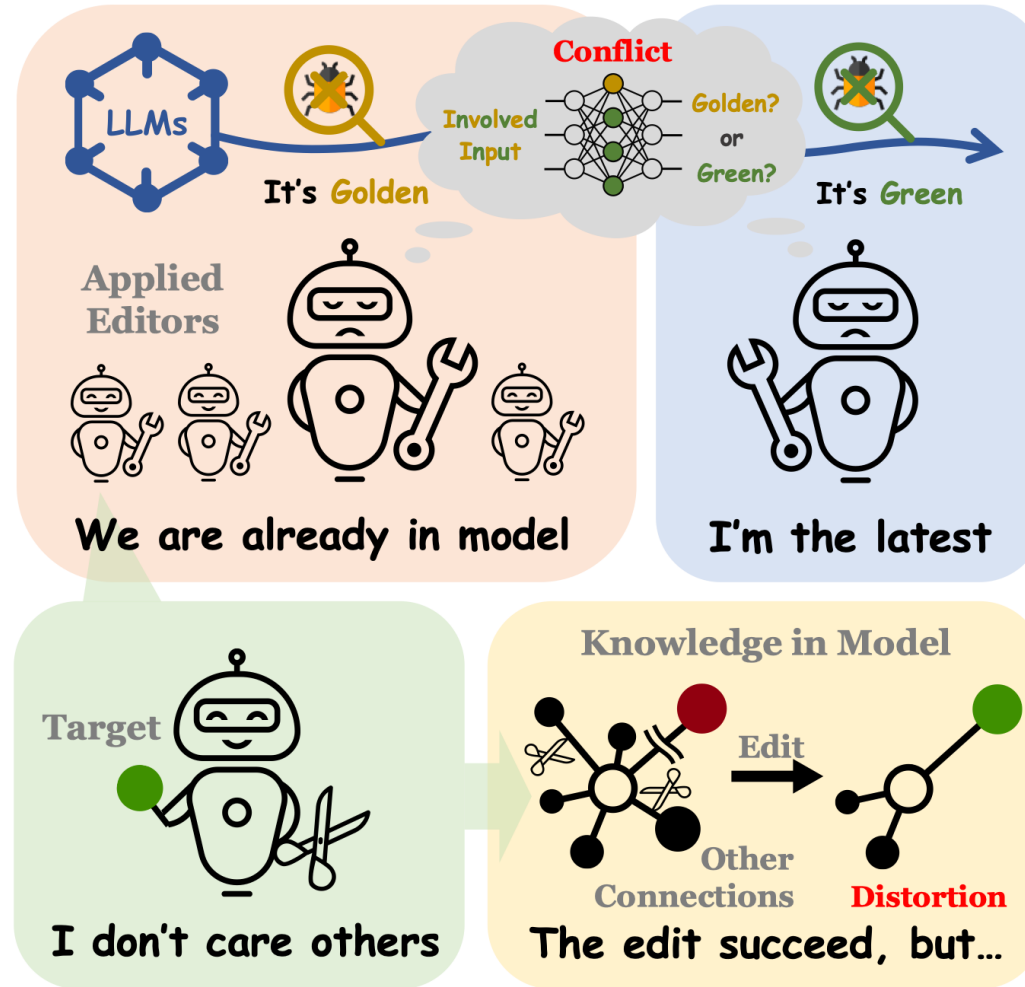 Conflict
LLMs
Involved
Input
Golden?
or
Green?
It's Golden
It's Green
Applied
Editors
We are already in model
I'm the latest
Target
I don't care others
Knowledge in Model
Edit
Other
Connections
Distortion
The edit succeed, but...